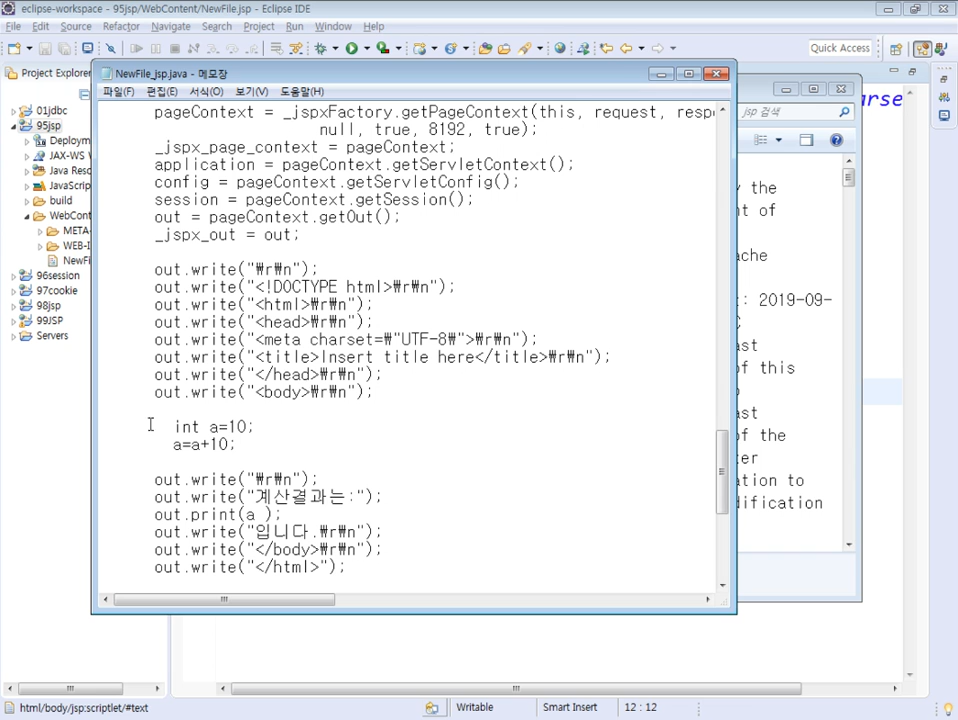 eclipse-workspace - 95jsp/WebContent/NewFile.jsp - Eclipse IDE
File Edit Source Refactor Navigate Search Project Run Window Help
Quick Access
Project Explorer
01jdbc
95jsp
Deploym
JAX-WS
Java Reso
JavaScrip
build
WebCont
META-
WEB-I
NewFi
96session
97cookie
98jsp
99JSP
Servers
NewFile_jsp.java - 메모장
파일(F) 편집(E) 서식(O) 보기(V) 도움말(H)
pageContext = _jspxFactory.getPageContext(this, request, respo
null, true, 8192, true);
_jspx_page_context = pageContext;
application = pageContext.getServletContext();
config = pageContext.getServletConfig();
session = pageContext.getSession();
out = pageContext.getOut();
_jspx_out = out;
out.write("₩r₩n");
out.write("<!DOCTYPE html>₩r₩n");
out.write("<html>₩r₩n");
out.write("<head>₩r₩n");
out.write("<meta charset=₩"UTF-8₩">₩r₩n");
out.write("<title>Insert title here</title>₩r₩n");
out.write("</head>₩r₩n");
out.write("<body>₩r₩n");
int a=10;
a=a+10;
out.write("₩r₩n");
out.write("계산결과는:");
out.print(a );
out.write("입니다.₩r₩n");
out.write("</body>₩r₩n");
out.write("</html>");
jsp 검색
arse
y the
nt of
ache
: 2019-09-
C
ast
of this
o
ast
of the
ter
ation to
dification
html/body/jsp:scriptlet/#text
Writable
Smart Insert
12 : 12